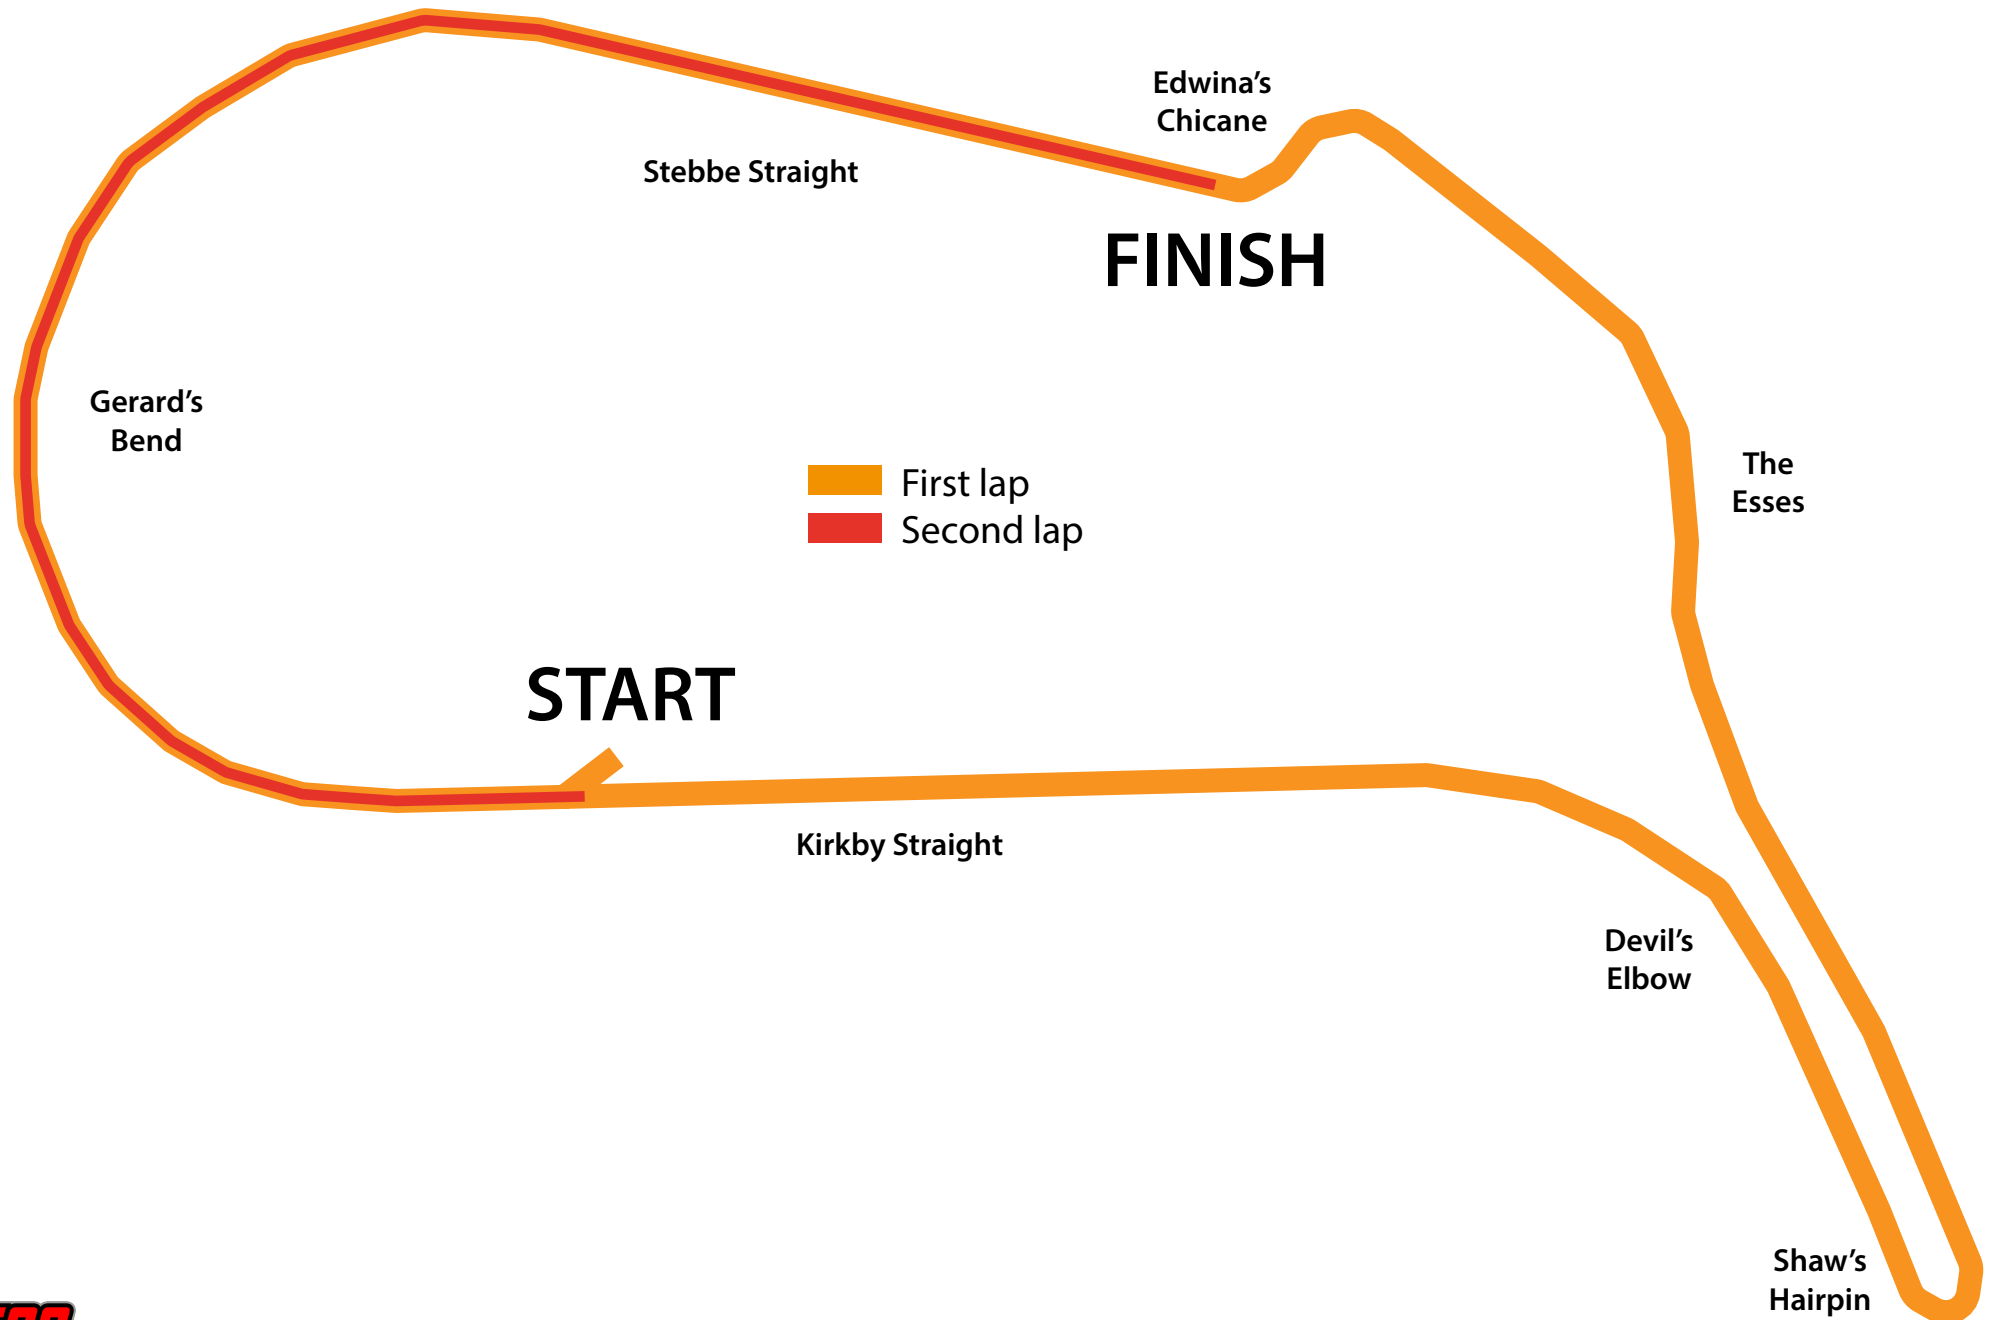 Edwina’s
Chicane
Stebbe Straight
FINISH
Gerard’s
Bend
The
Esses
First lap
Second lap
START
Kirkby Straight
Devil’s
Elbow
Shaw’s
Hairpin